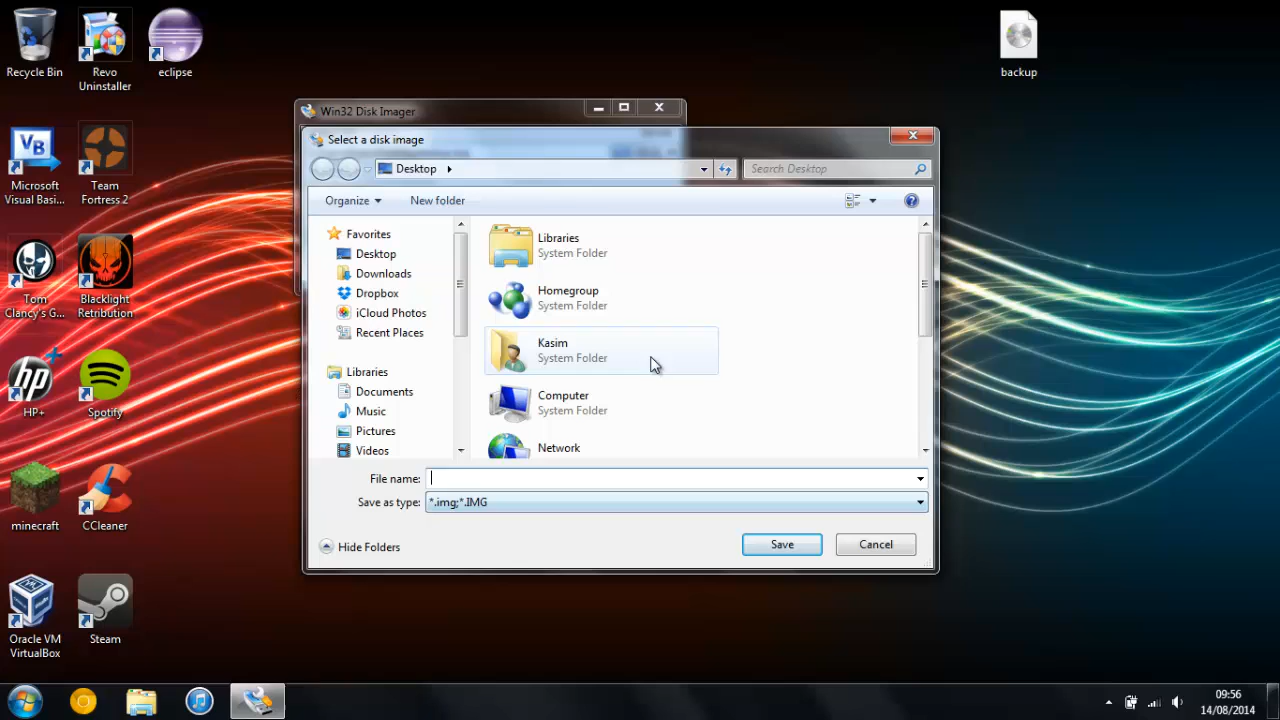 Recycle Bin
Revo
Uninstaller
eclipse
backup
Microsoft
Visual Basi...
Team
Fortress 2
Tom
Clancy's G...
Blacklight
Retribution
HP+
Spotify
minecraft
CCleaner
Oracle VM
VirtualBox
Steam
Win32 Disk Imager
Select a disk image
Desktop
Search Desktop
Organize
New folder
Favorites
Desktop
Downloads
Dropbox
iCloud Photos
Recent Places
Libraries
Documents
Music
Pictures
Videos
Libraries
System Folder
Homegroup
System Folder
Kasim
System Folder
Computer
System Folder
Network
File name:
Save as type:
*.img;*.IMG
Hide Folders
Save
Cancel
09:56
14/08/2014